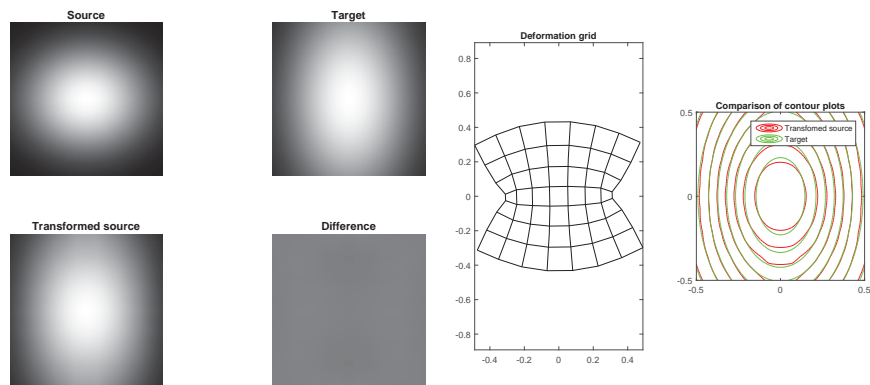 Source
Target
Transformed source
Difference
Deformation grid
0.8
0.6
0.4
0.2
0
-0.2
-0.4
-0.6
-0.8
-0.4 -0.2 0 0.2 0.4
Comparison of contour plots
Transfomed source
Target
0.5
0
-0.5
-0.5 0 0.5